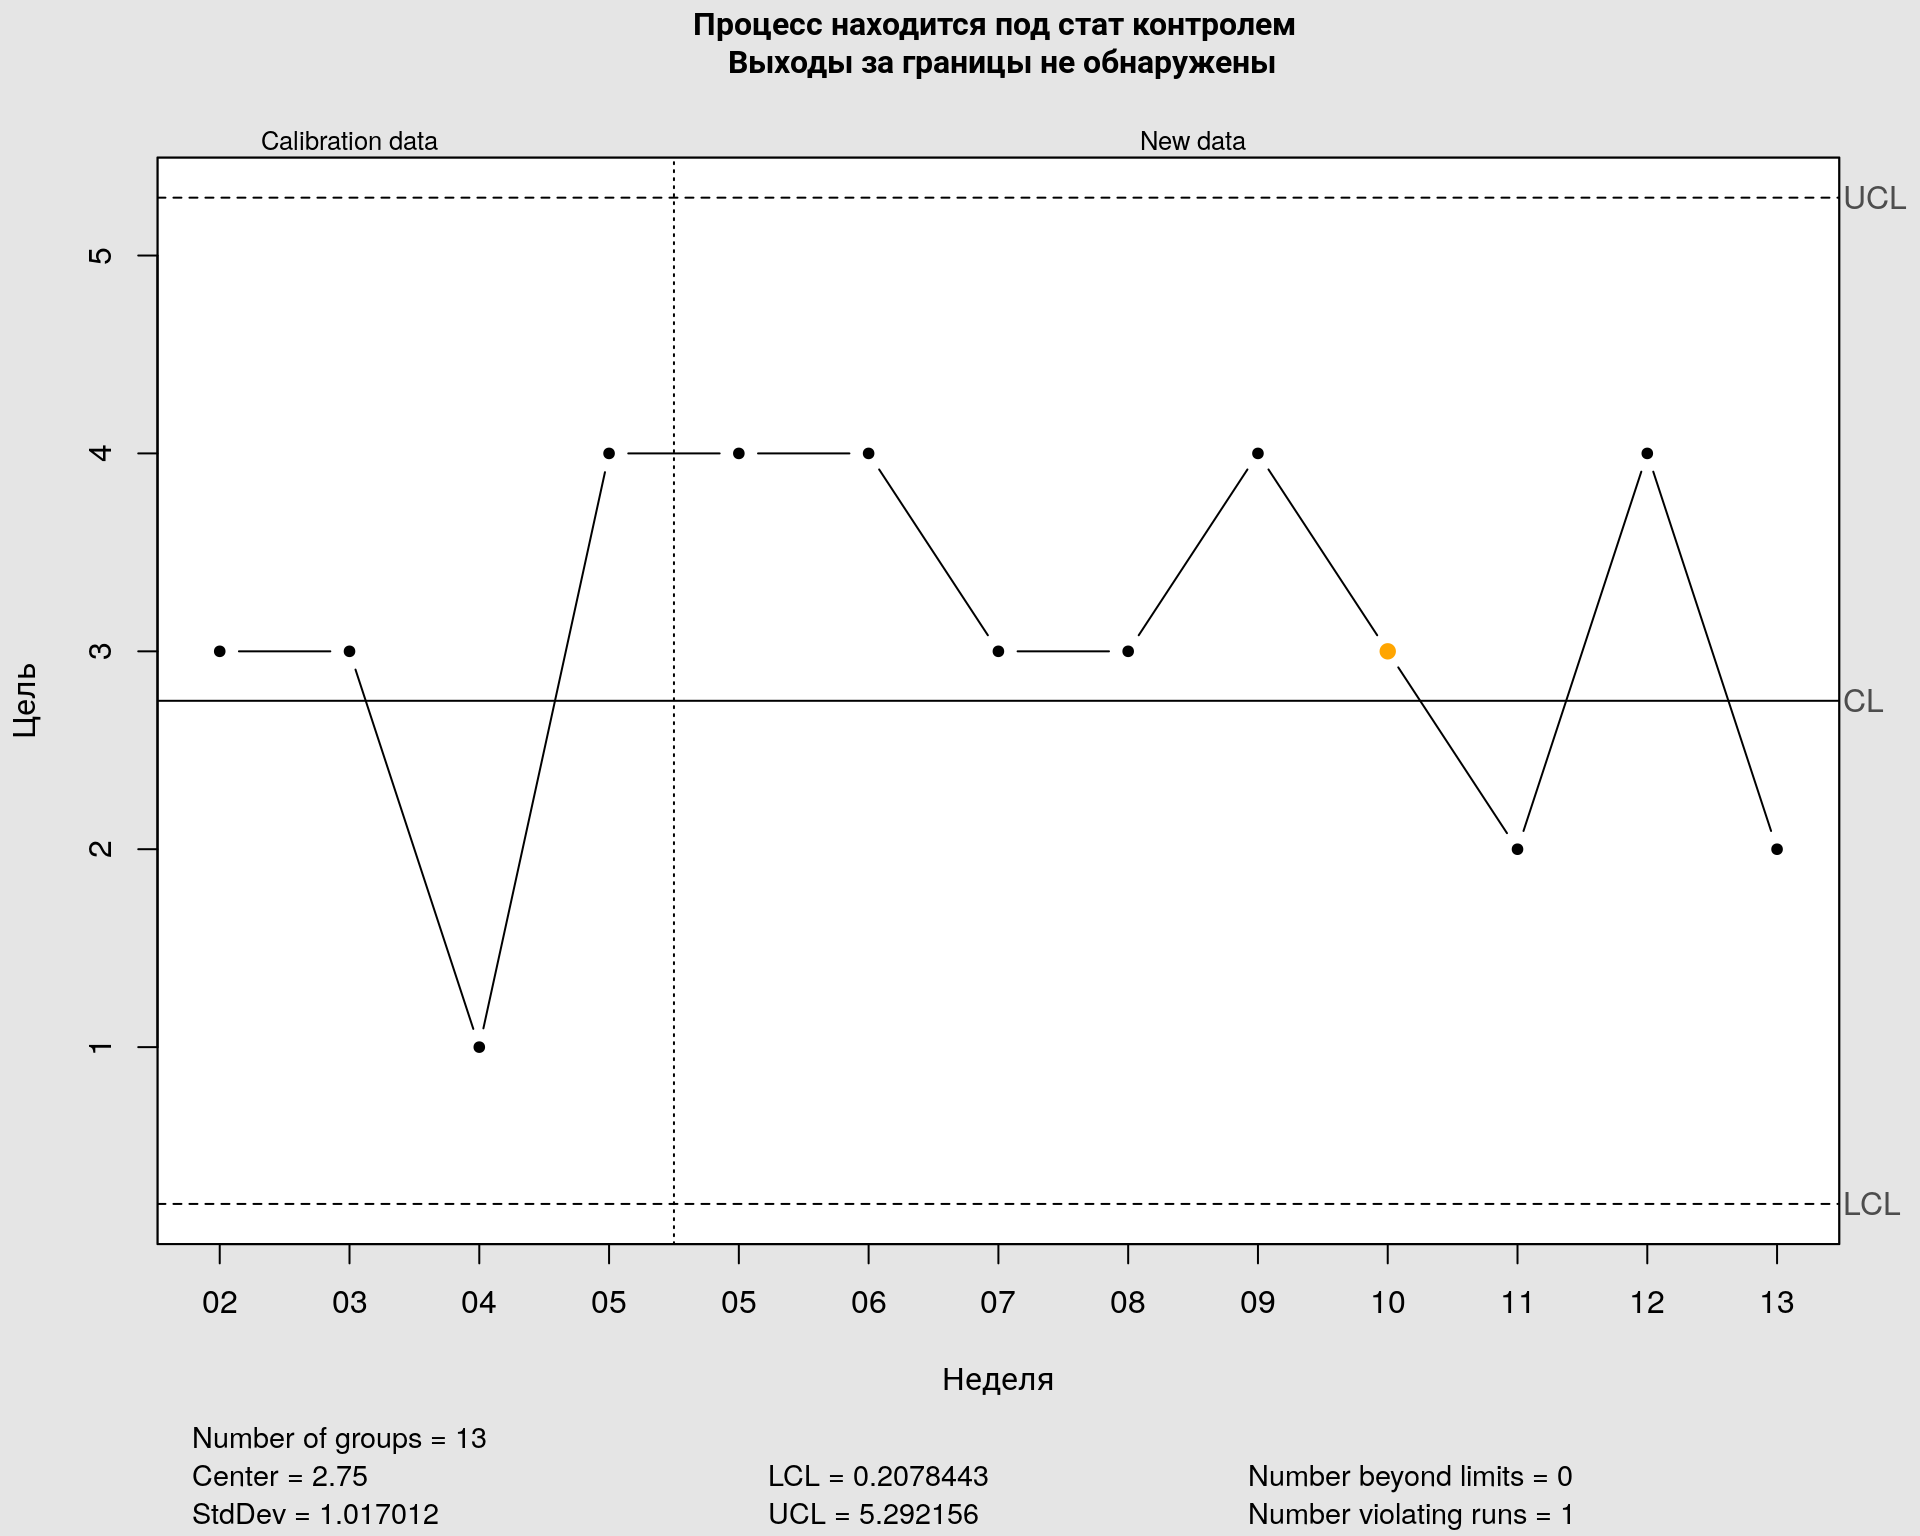 Процесс находится под стат контролем
Выходы за границы не обнаружены
Calibration data
New data
UCL
5
4
3
Цель
CL
2
1
LCL
02 03 04 05 05 06 07 08 09 10 11 12 13
Неделя
Number of groups = 13
Center = 2.75
LCL = 0.2078443
Number beyond limits = 0
StdDev = 1.017012
UCL = 5.292156
Number violating runs = 1